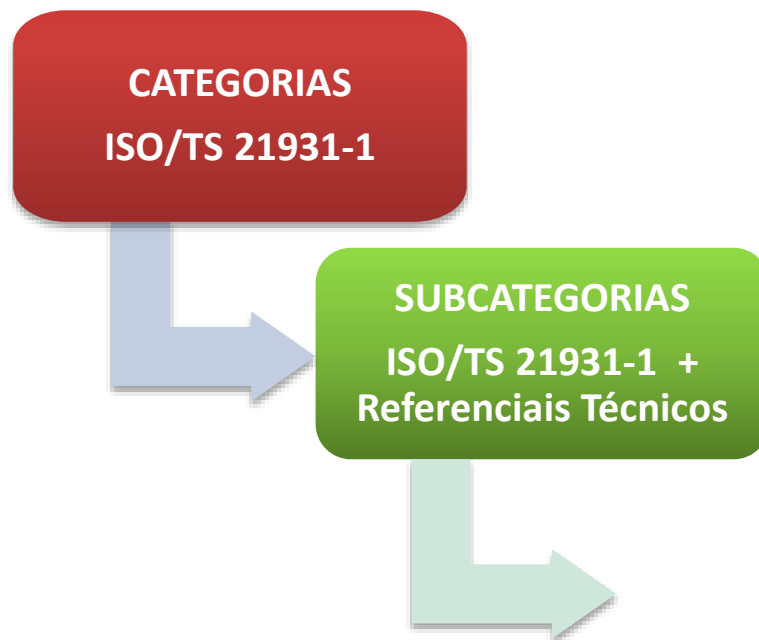 CATEGORIAS
ISO/TS 21931-1
SUBCATEGORIAS
ISO/TS 21931-1 +
Referenciais Técnicos